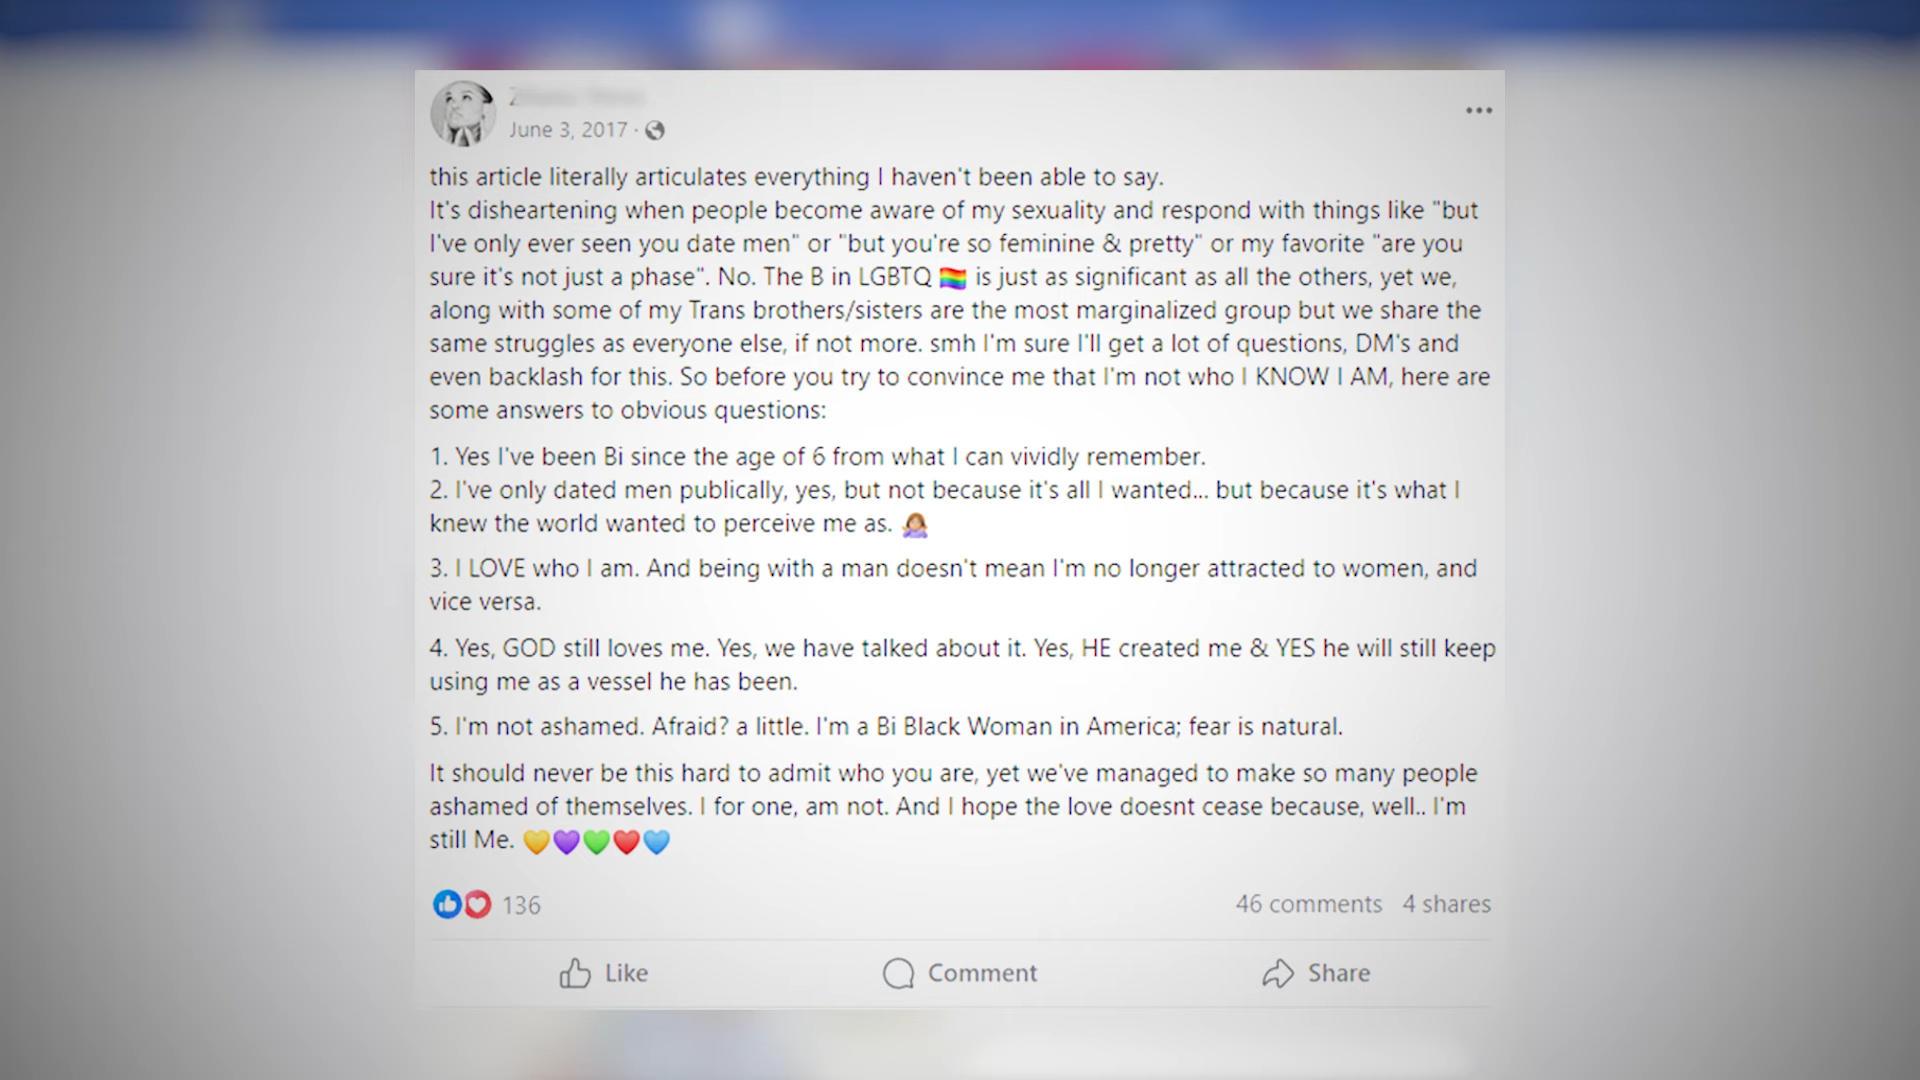 June 3, 2017 ·
this article literally articulates everything I haven't been able to say.
It's disheartening when people become aware of my sexuality and respond with things like "but
I've only ever seen you date men" or "but you're so feminine & pretty" or my favorite "are you
sure it's not just a phase". No. The B in LGBTQ 🏳️‍🌈 is just as significant as all the others, yet we,
along with some of my Trans brothers/sisters are the most marginalized group but we share the
same struggles as everyone else, if not more. smh I'm sure I'll get a lot of questions, DM's and
even backlash for this. So before you try to convince me that I'm not who I KNOW I AM, here are
some answers to obvious questions:
1. Yes I've been Bi since the age of 6 from what I can vividly remember.
2. I've only dated men publically, yes, but not because it's all I wanted... but because it's what I
knew the world wanted to perceive me as. 🤷🏽‍♀️
3. I LOVE who I am. And being with a man doesn't mean I'm no longer attracted to women, and
vice versa.
4. Yes, GOD still loves me. Yes, we have talked about it. Yes, HE created me & YES he will still keep
using me as a vessel he has been.
5. I'm not ashamed. Afraid? a little. I'm a Bi Black Woman in America; fear is natural.
It should never be this hard to admit who you are, yet we've managed to make so many people
ashamed of themselves. I for one, am not. And I hope the love doesnt cease because, well.. I'm
still Me. 💛💜💚❤️💙
136
46 comments 4 shares
Like Comment Share